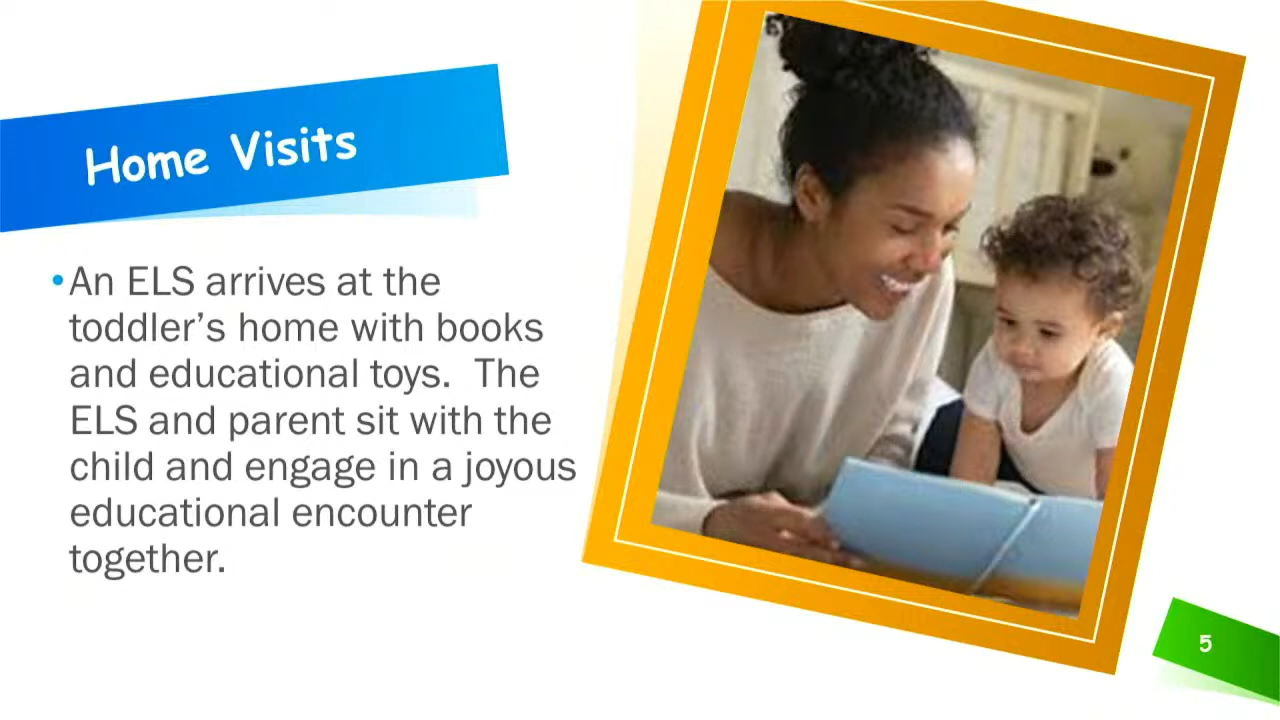 Home Visits
•An ELS arrives at the
toddler’s home with books
and educational toys.  The
ELS and parent sit with the
child and engage in a joyous
educational encounter
together.
5